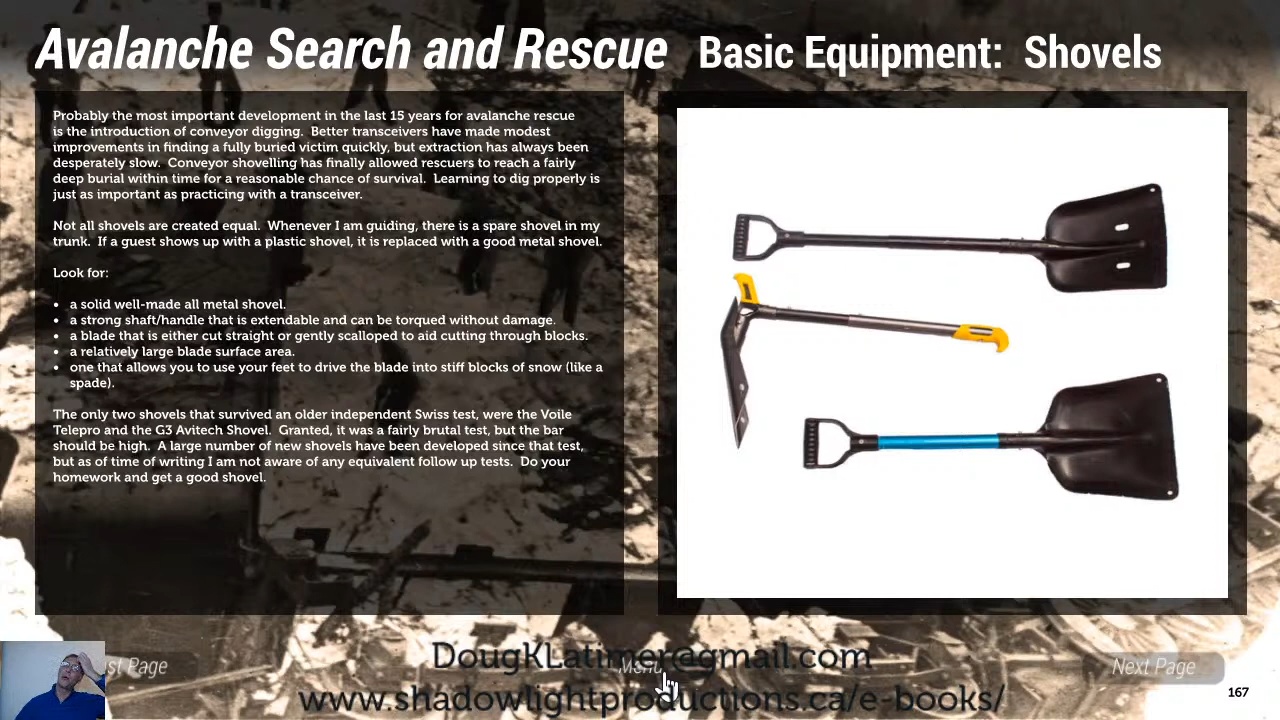 Avalanche Search and Rescue Basic Equipment: Shovels
Probably the most important development in the last 15 years for avalanche rescue
is the introduction of conveyor digging. Better transceivers have made modest
improvements in finding a fully buried victim quickly, but extraction has always been
desperately slow. Conveyor shovelling has finally allowed rescuers to reach a fairly
deep burial within time for a reasonable chance of survival. Learning to dig properly is
just as important as practicing with a transceiver.
Not all shovels are created equal. Whenever I am guiding, there is a spare shovel in my
trunk. If a guest shows up with a plastic shovel, it is replaced with a good metal shovel.
Look for:
• a solid well-made all metal shovel.
• a strong shaft/handle that is extendable and can be torqued without damage.
• a blade that is either cut straight or gently scalloped to aid cutting through blocks.
• a relatively large blade surface area.
• one that allows you to use your feet to drive the blade into stiff blocks of snow (like a
spade).
The only two shovels that survived an older independent Swiss test, were the Voile
Telepro and the G3 Avitech Shovel. Granted, it was a fairly brutal test, but the bar
should be high. A large number of new shovels have been developed since that test,
but as of time of writing I am not aware of any equivalent follow up tests. Do your
homework and get a good shovel.
DougKLatimer@gmail.com
Page
Menu
Next Page
www.shadowlightproductions.ca/e-books/
167